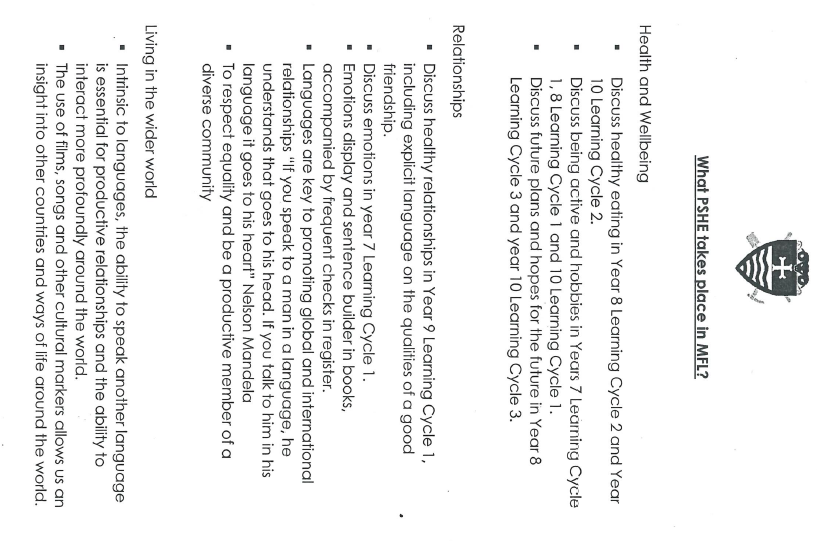 What PSHE takes place in MFL?
Health and Wellbeing
▪ Discuss healthy eating in Year 8 Learning Cycle 2 and Year
10 Learning Cycle 2.
▪ Discuss being active and hobbies in Years 7 Learning Cycle
1, 8 Learning Cycle 1 and 10 Learning Cycle 1.
▪ Discuss future plans and hopes for the future in Year 8
Learning Cycle 3 and year 10 Learning Cycle 3.
Relationships
▪ Discuss healthy relationships in Year 9 Learning Cycle 1,
including explicit language on the qualities of a good
friendship.
▪ Discuss emotions in year 7 Learning Cycle 1.
▪ Emotions display and sentence builder in books,
accompanied by frequent checks in register.
▪ Languages are key to promoting global and international
relationships "If you speak to a man in a language, he
understands that goes to his head. If you talk to him in his
language it goes to his heart" Nelson Mandela
▪ To respect equality and be a productive member of a
diverse community
Living in the wider world
▪ Intrinsic to languages, the ability to speak another language
is essential for productive relationships and the ability to
interact more profoundly around the world.
▪ The use of films, songs and other cultural markers allows us an
insight into other countries and ways of life around the world.